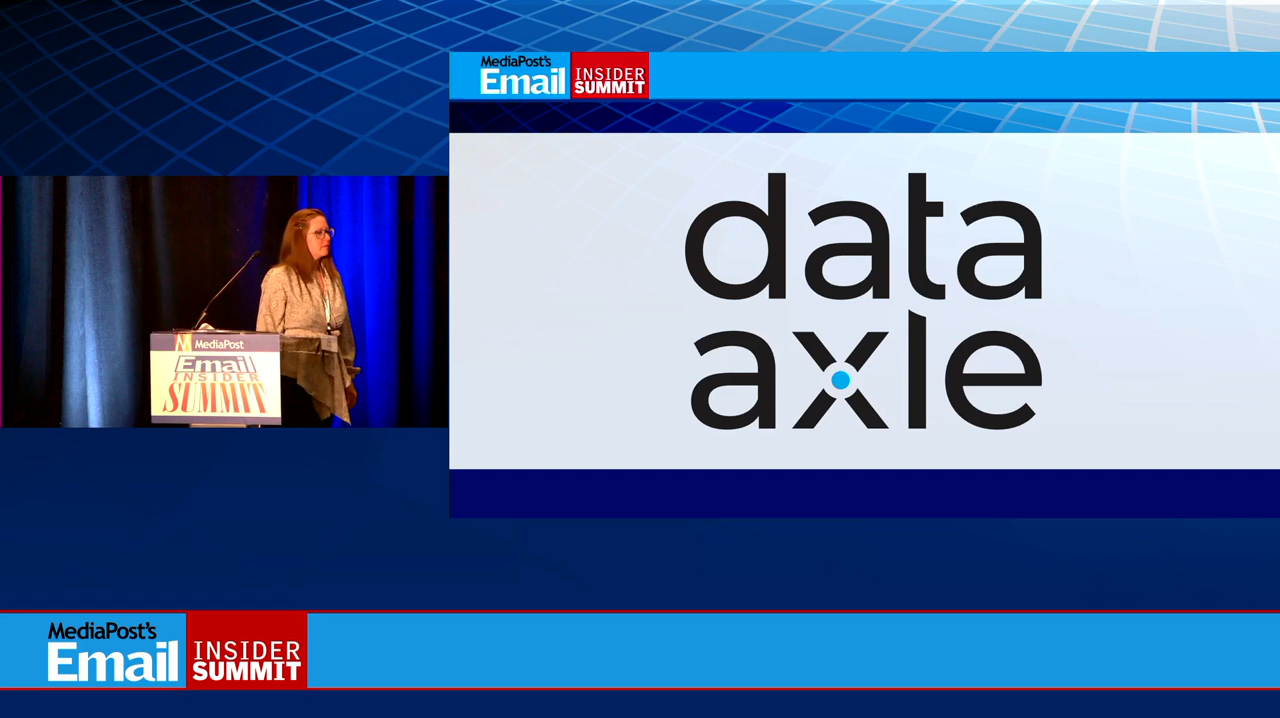 MediaPost's
Email INSIDER
SUMMIT
data
axle
MediaPost
Email
INSIDER
SUMMIT
MediaPost's
Email INSIDER
SUMMIT